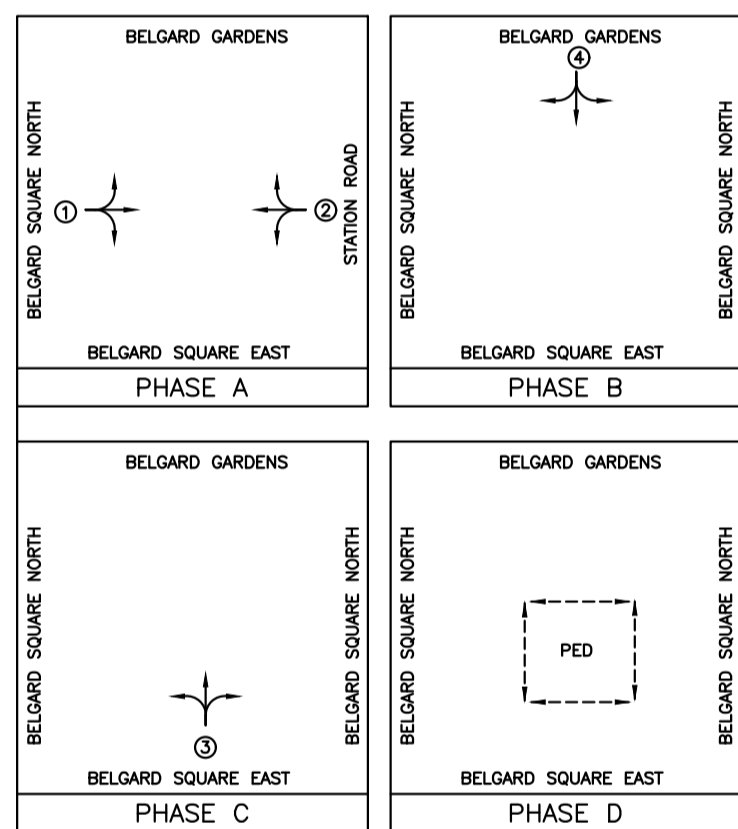 BELGARD GARDENS
BELGARD SQUARE NORTH
1
2
STATION ROAD
BELGARD SQUARE EAST
PHASE A
BELGARD GARDENS
4
BELGARD SQUARE NORTH
BELGARD SQUARE NORTH
BELGARD SQUARE EAST
PHASE B
BELGARD GARDENS
BELGARD SQUARE NORTH
BELGARD SQUARE NORTH
3
BELGARD SQUARE EAST
PHASE C
BELGARD GARDENS
BELGARD SQUARE NORTH
PED
BELGARD SQUARE NORTH
BELGARD SQUARE EAST
PHASE D